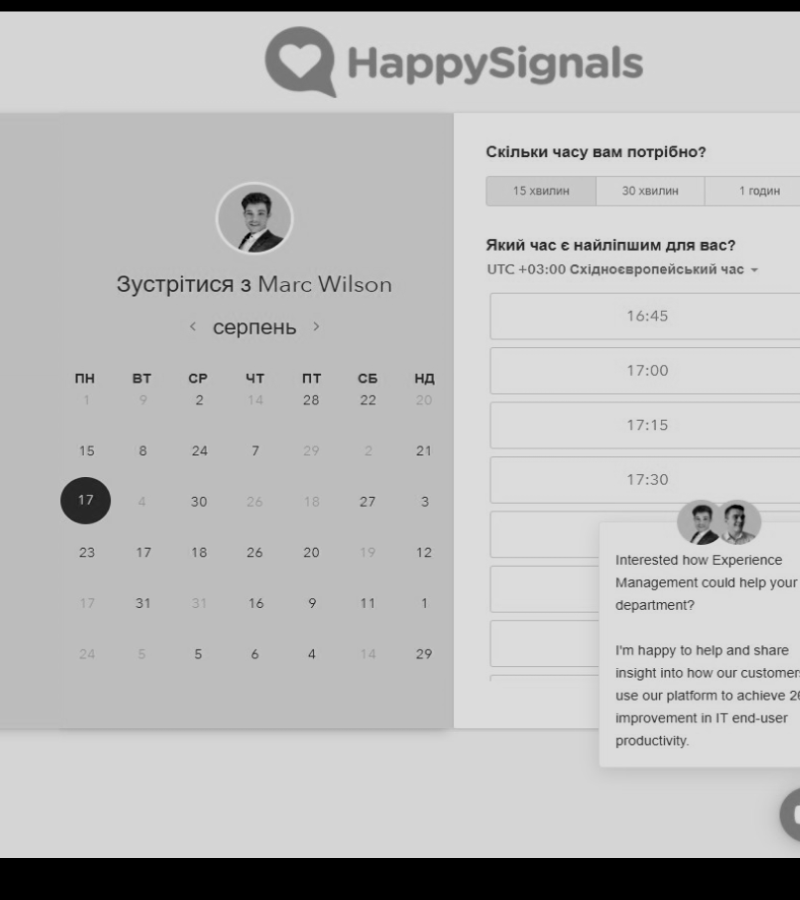 HappySignals
Зустрітися з Marc Wilson
серпень
ПН ВТ СР ЧТ ПТ СБ НД
1 9 2 14 28 22 20
15 8 24 7 29 2 21
17 4 30 26 18 27 3
23 17 18 26 20 19 12
17 31 31 16 9 11 1
24 5 5 6 4 14 29
Скільки часу вам потрібно?
15 хвилин 30 хвилин 1 годин
Який час є найліпшим для вас?
UTC +03:00 Східноєвропейський час
16:45
17:00
17:15
17:30
Interested how Experience
Management could help your
department?
I'm happy to help and share
insight into how our customers
use our platform to achieve 26
improvement in IT end-user
productivity.